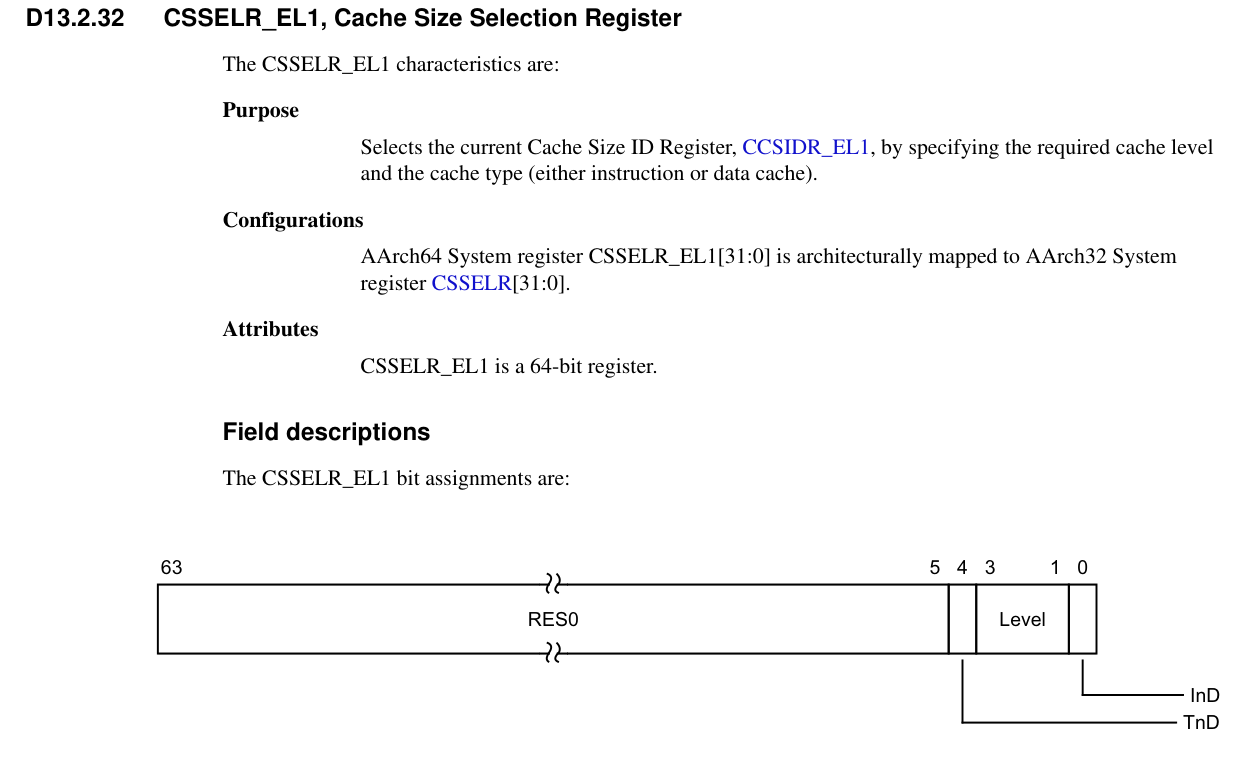 D13.2.32 CSSELR_EL1, Cache Size Selection Register
The CSSELR_EL1 characteristics are:
Purpose
Selects the current Cache Size ID Register, CCSIDR_EL1, by specifying the required cache level
and the cache type (either instruction or data cache).
Configurations
AArch64 System register CSSELR_EL1[31:0] is architecturally mapped to AArch32 System
register CSSELR[31:0].
Attributes
CSSELR_EL1 is a 64-bit register.
Field descriptions
The CSSELR_EL1 bit assignments are:
63 5 4 3 1 0
RES0 Level
InD
TnD